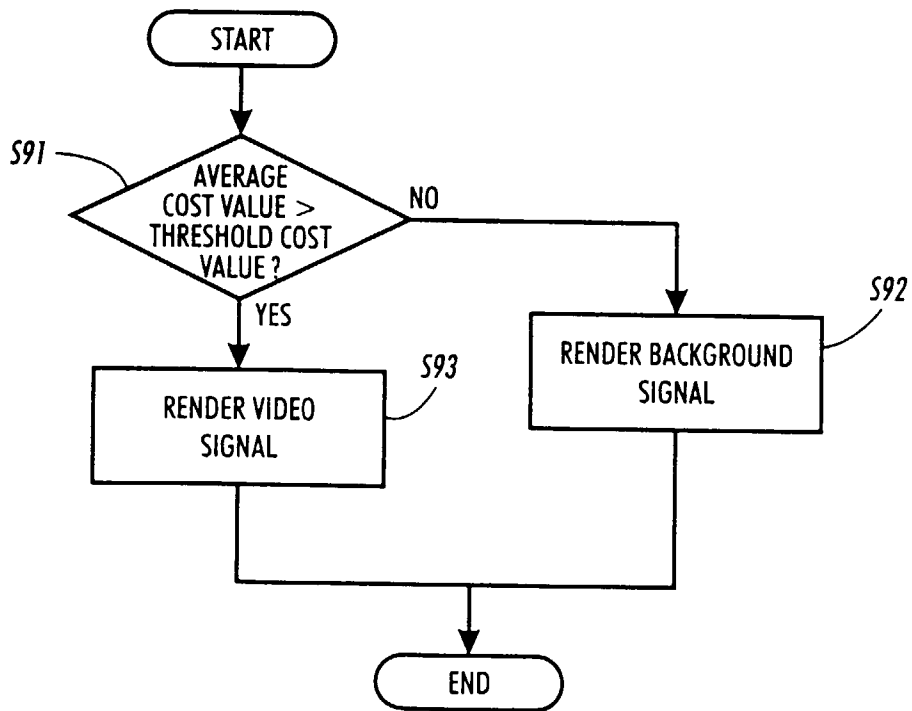 START
S91
AVERAGE
COST VALUE >
THRESHOLD COST
VALUE ?
NO
YES
S92
RENDER BACKGROUND
SIGNAL
S93
RENDER VIDEO
SIGNAL
END